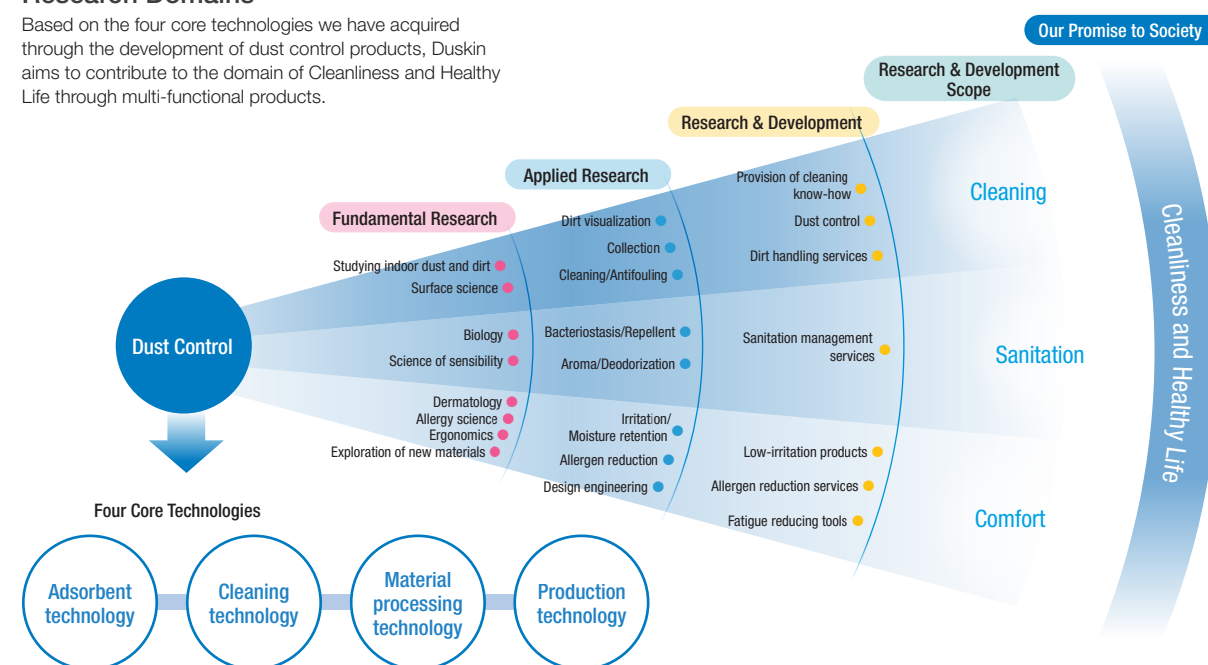 Research Domains
Based on the four core technologies we have acquired
through the development of dust control products, Duskin
aims to contribute to the domain of Cleanliness and Healthy
Life through multi-functional products.
Our Promise to Society
Research & Development
Scope
Research & Development
Applied Research
Fundamental Research
Dust Control
Studying indoor dust and dirt
Surface science
Biology
Science of sensibility
Dermatology
Allergy science
Ergonomics
Exploration of new materials
Dirt visualization
Collection
Cleaning/Antifouling
Bacteriostasis/Repellent
Aroma/Deodorization
Irritation/
Moisture retention
Allergen reduction
Design engineering
Provision of cleaning
know-how
Dust control
Dirt handling services
Sanitation management
services
Low-irritation products
Allergen reduction services
Fatigue reducing tools
Cleaning
Sanitation
Comfort
Cleanliness and Healthy Life
Four Core Technologies
Adsorbent
technology
Cleaning
technology
Material
processing
technology
Production
technology